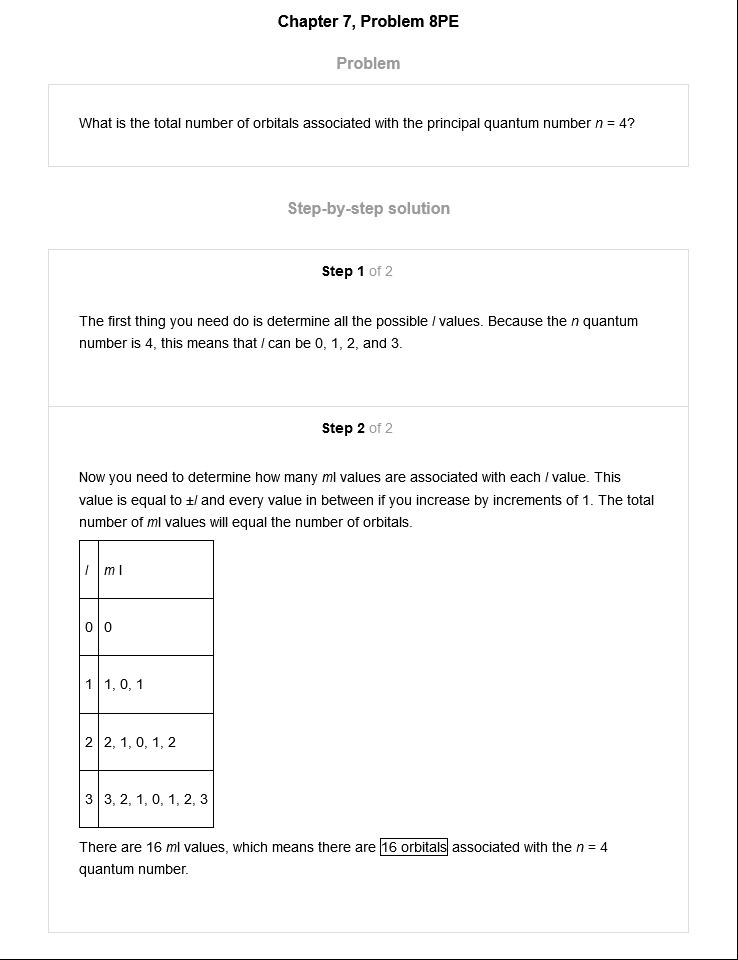 Chapter 7, Problem 8PE
Problem
What is the total number of orbitals associated with the principal quantum number n = 4?
Step-by-step solution
Step 1 of 2
The first thing you need do is determine all the possible l values. Because the n quantum
number is 4, this means that l can be 0, 1, 2, and 3.
Step 2 of 2
Now you need to determine how many ml values are associated with each l value. This
value is equal to ±l and every value in between if you increase by increments of 1. The total
number of ml values will equal the number of orbitals.
l m l
0 0
1 1, 0, 1
2 2, 1, 0, 1, 2
3 3, 2, 1, 0, 1, 2, 3
There are 16 ml values, which means there are 16 orbitals associated with the n = 4
quantum number.